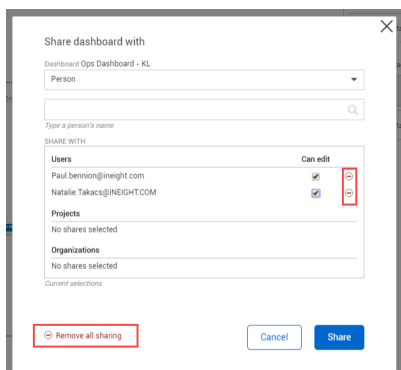 Share dashboard with
Dashboard Ops Dashboard - KL
Person
Type a person's name
SHARE WITH
Users Can edit
Paul.bennion@ineight.com
Natalie.Takacs@INEIGHT.COM
Projects
No shares selected
Organizations
No shares selected
Current selections
Remove all sharing
Cancel Share